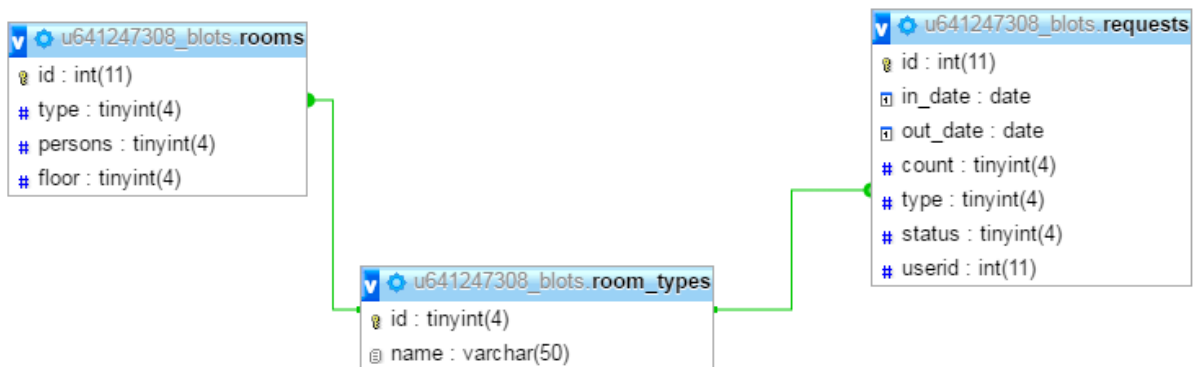 u641247308_blots.rooms
id : int(11)
# type : tinyint(4)
# persons : tinyint(4)
# floor : tinyint(4)
u641247308_blots.requests
id : int(11)
in_date : date
out_date : date
# count : tinyint(4)
# type : tinyint(4)
# status : tinyint(4)
# userid : int(11)
u641247308_blots.room_types
id : tinyint(4)
name : varchar(50)